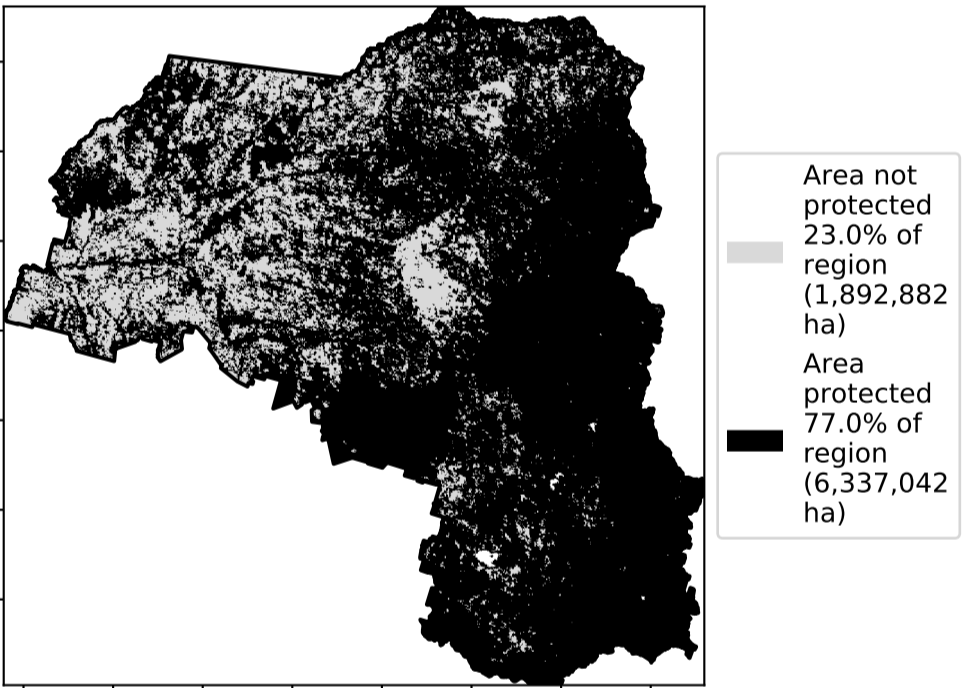 Area not
protected
23.0% of
region
(1,892,882
ha)
Area
protected
77.0% of
region
(6,337,042
ha)